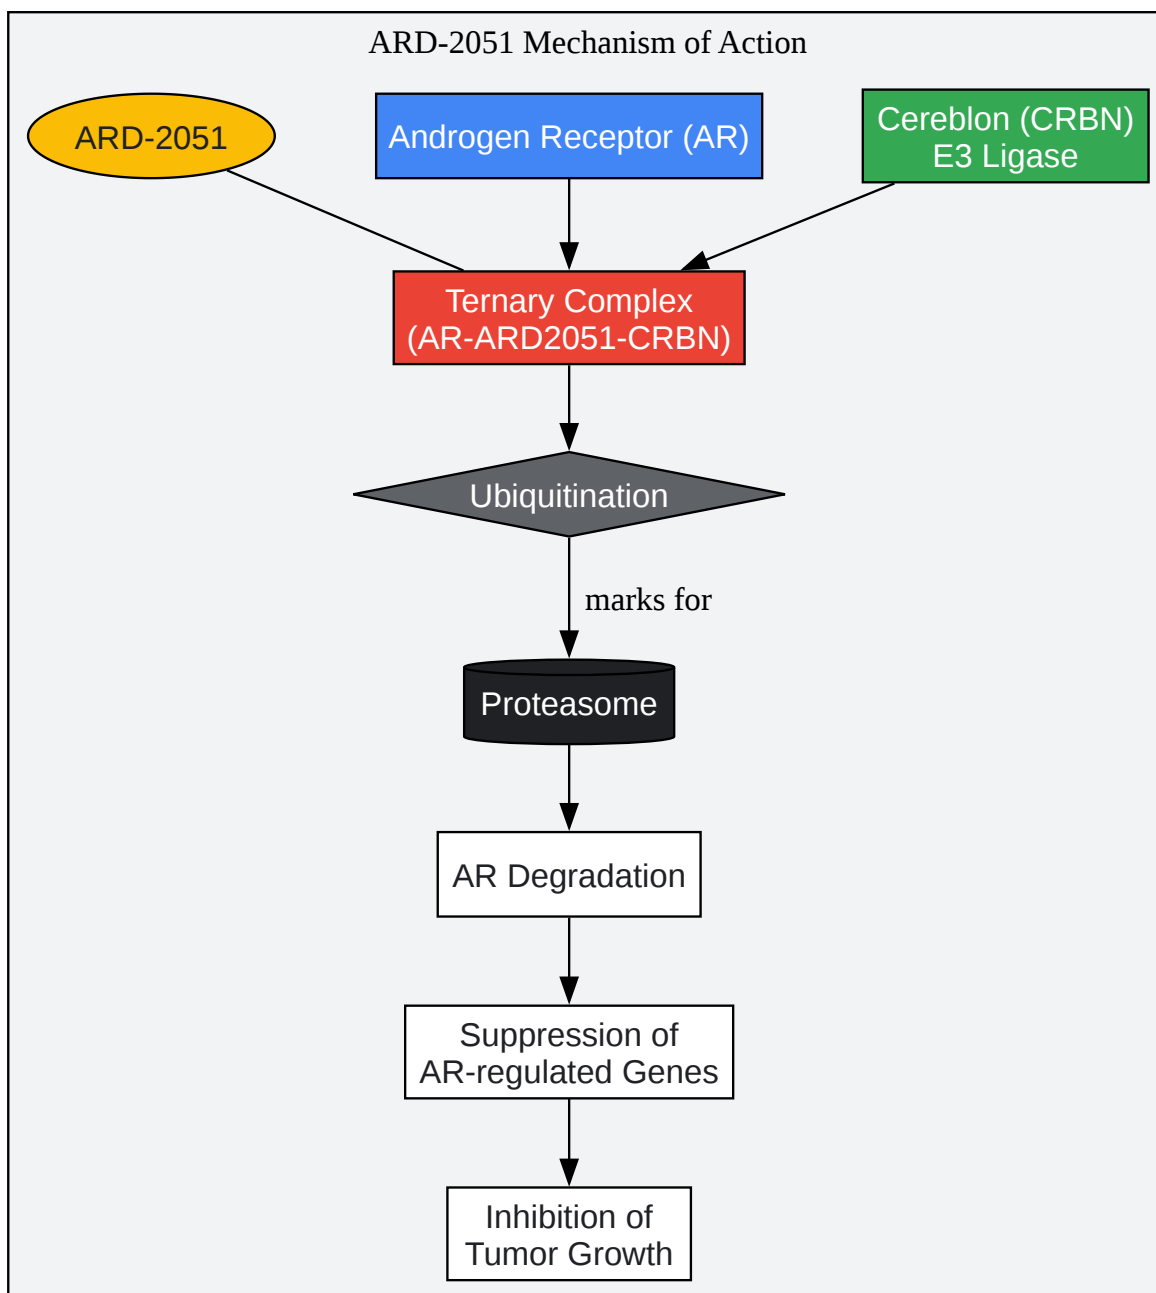 ARD-2051 Mechanism of Action
ARD-2051
Androgen Receptor (AR)
Cereblon (CRBN)
E3 Ligase
Ternary Complex
(AR-ARD2051-CRBN)
Ubiquitination
marks for
Proteasome
AR Degradation
Suppression of
AR-regulated Genes
Inhibition of
Tumor Growth